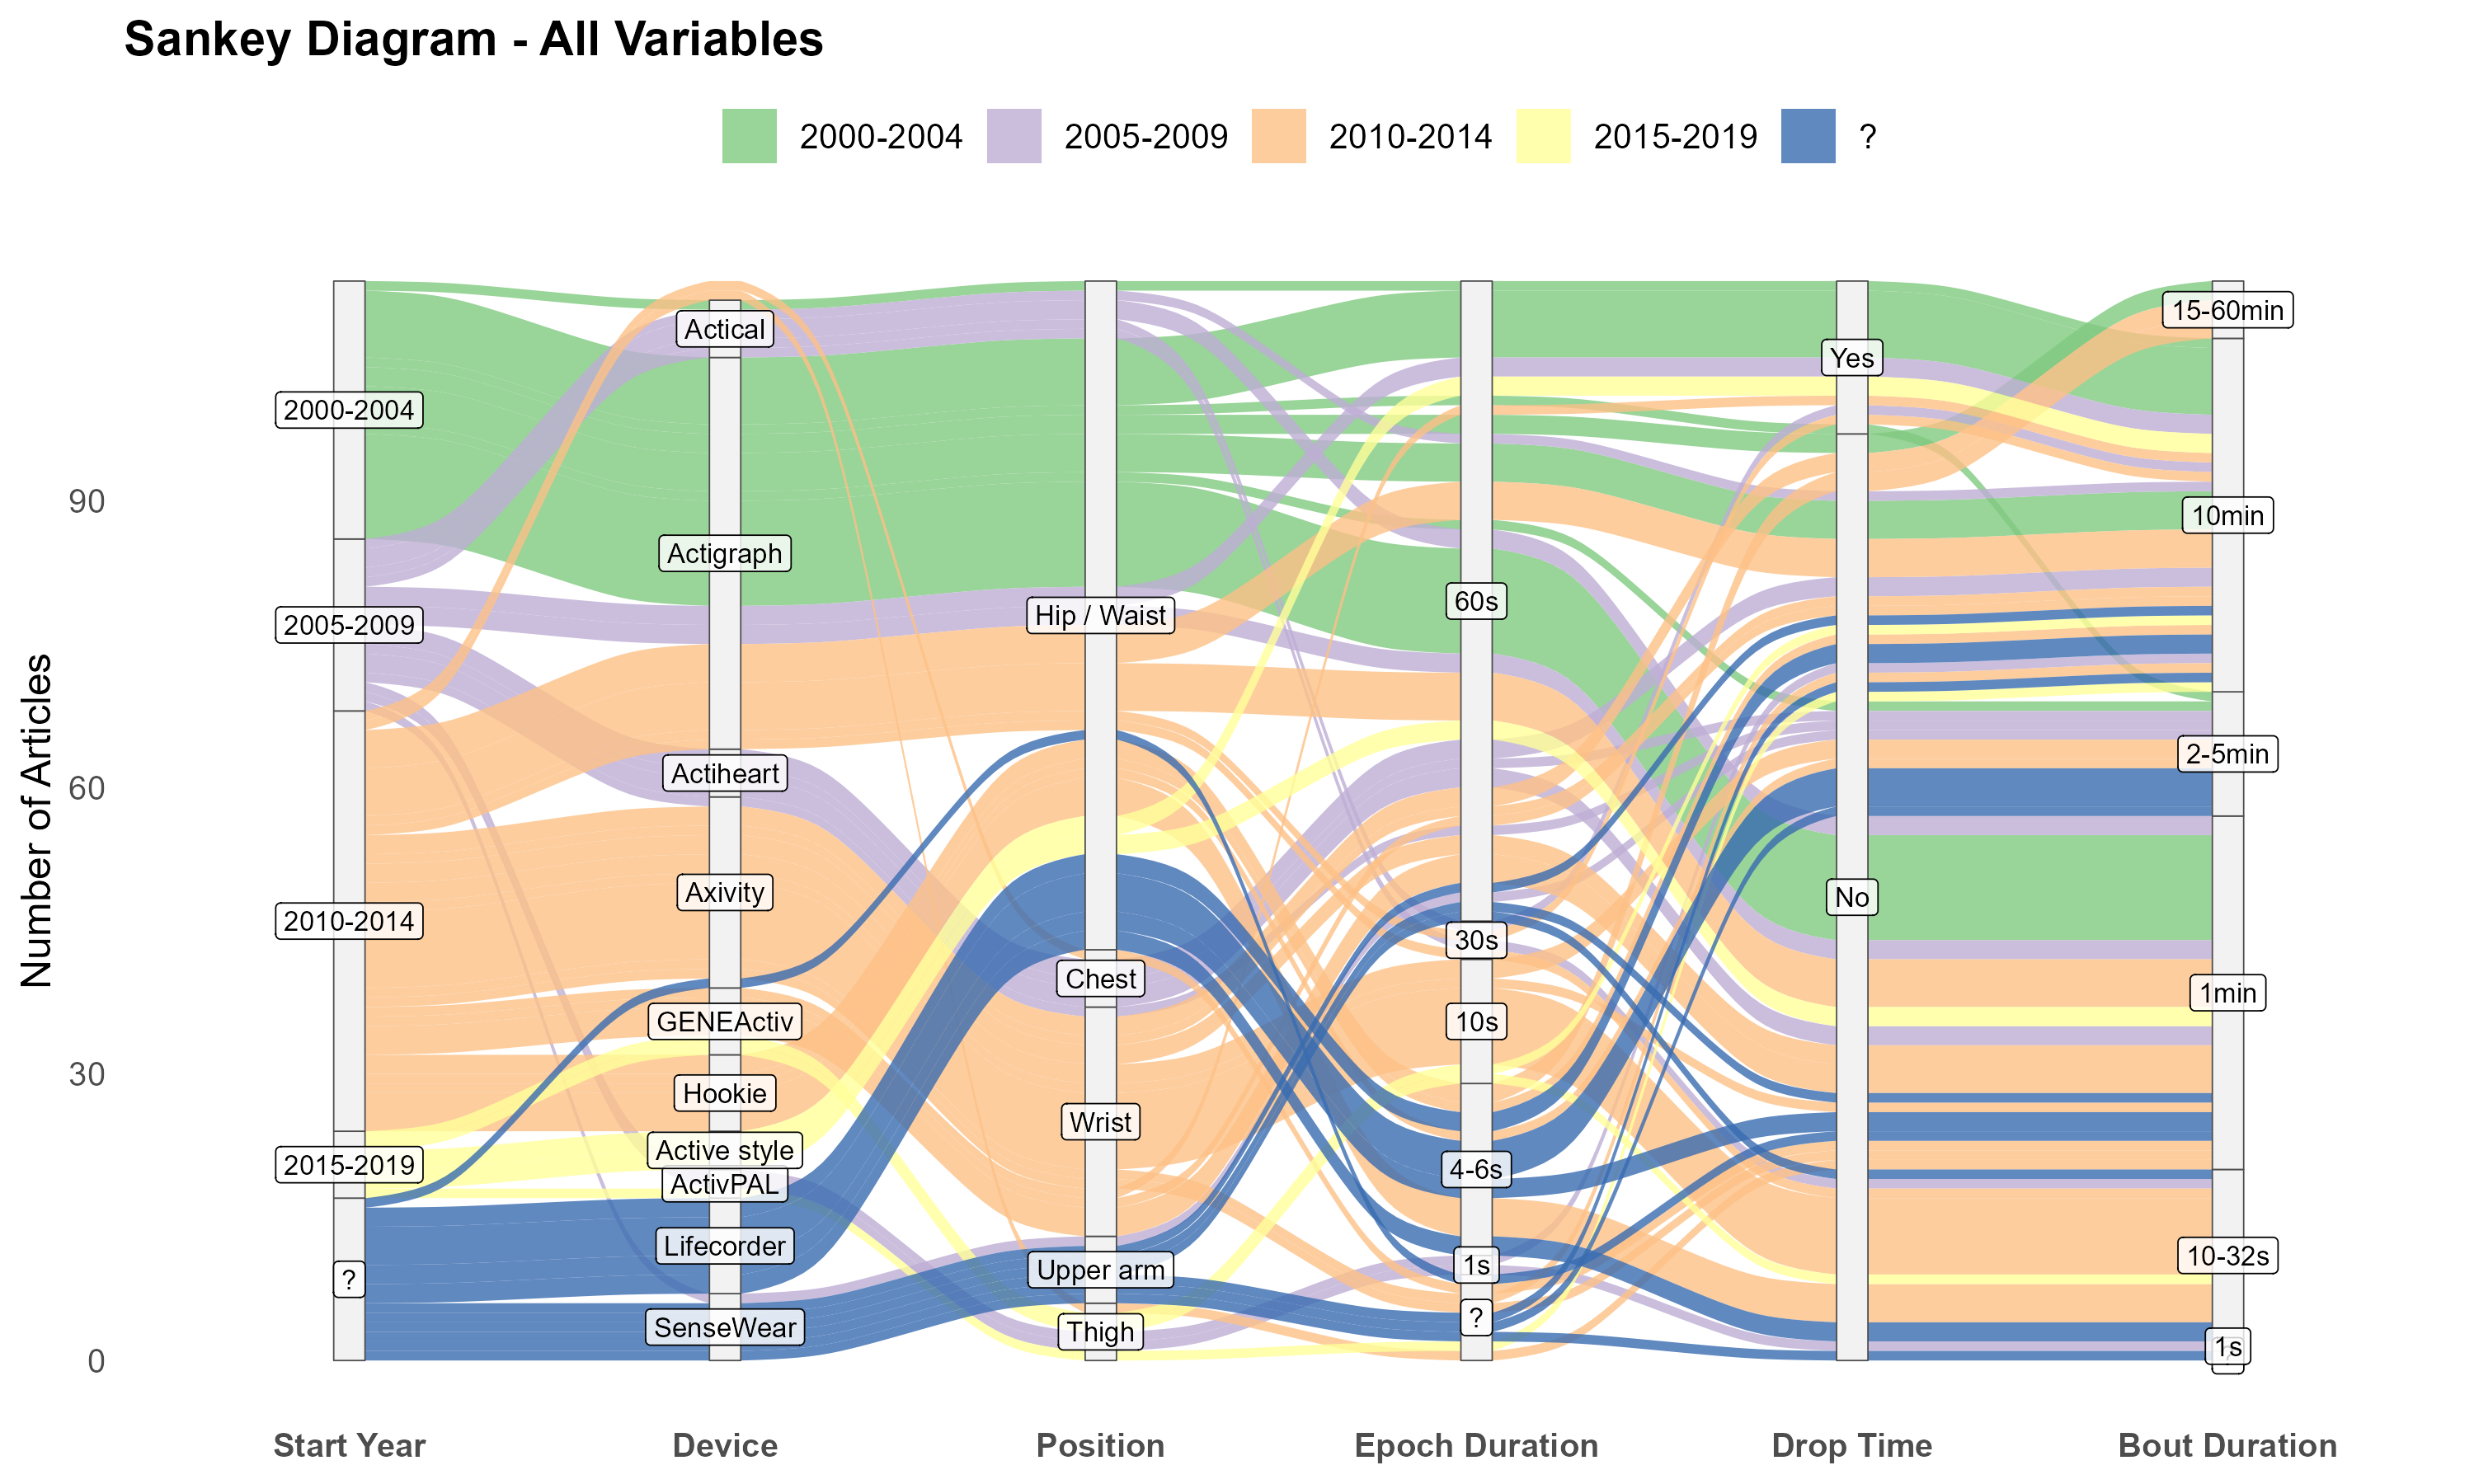 Sankey Diagram - All Variables
2000-2004 2005-2009 2010-2014 2015-2019 ?
Number of Articles
90
60
30
0
2000-2004
2005-2009
2010-2014
2015-2019
?
Actical
Actigraph
Actiheart
Axivity
GENEActiv
Hookie
Active style
ActivPAL
Lifecorder
SenseWear
Hip / Waist
Chest
Wrist
Upper arm
Thigh
60s
30s
10s
4-6s
1s
?
Yes
No
15-60min
10min
2-5min
1min
10-32s
1s
Start Year Device Position Epoch Duration Drop Time Bout Duration